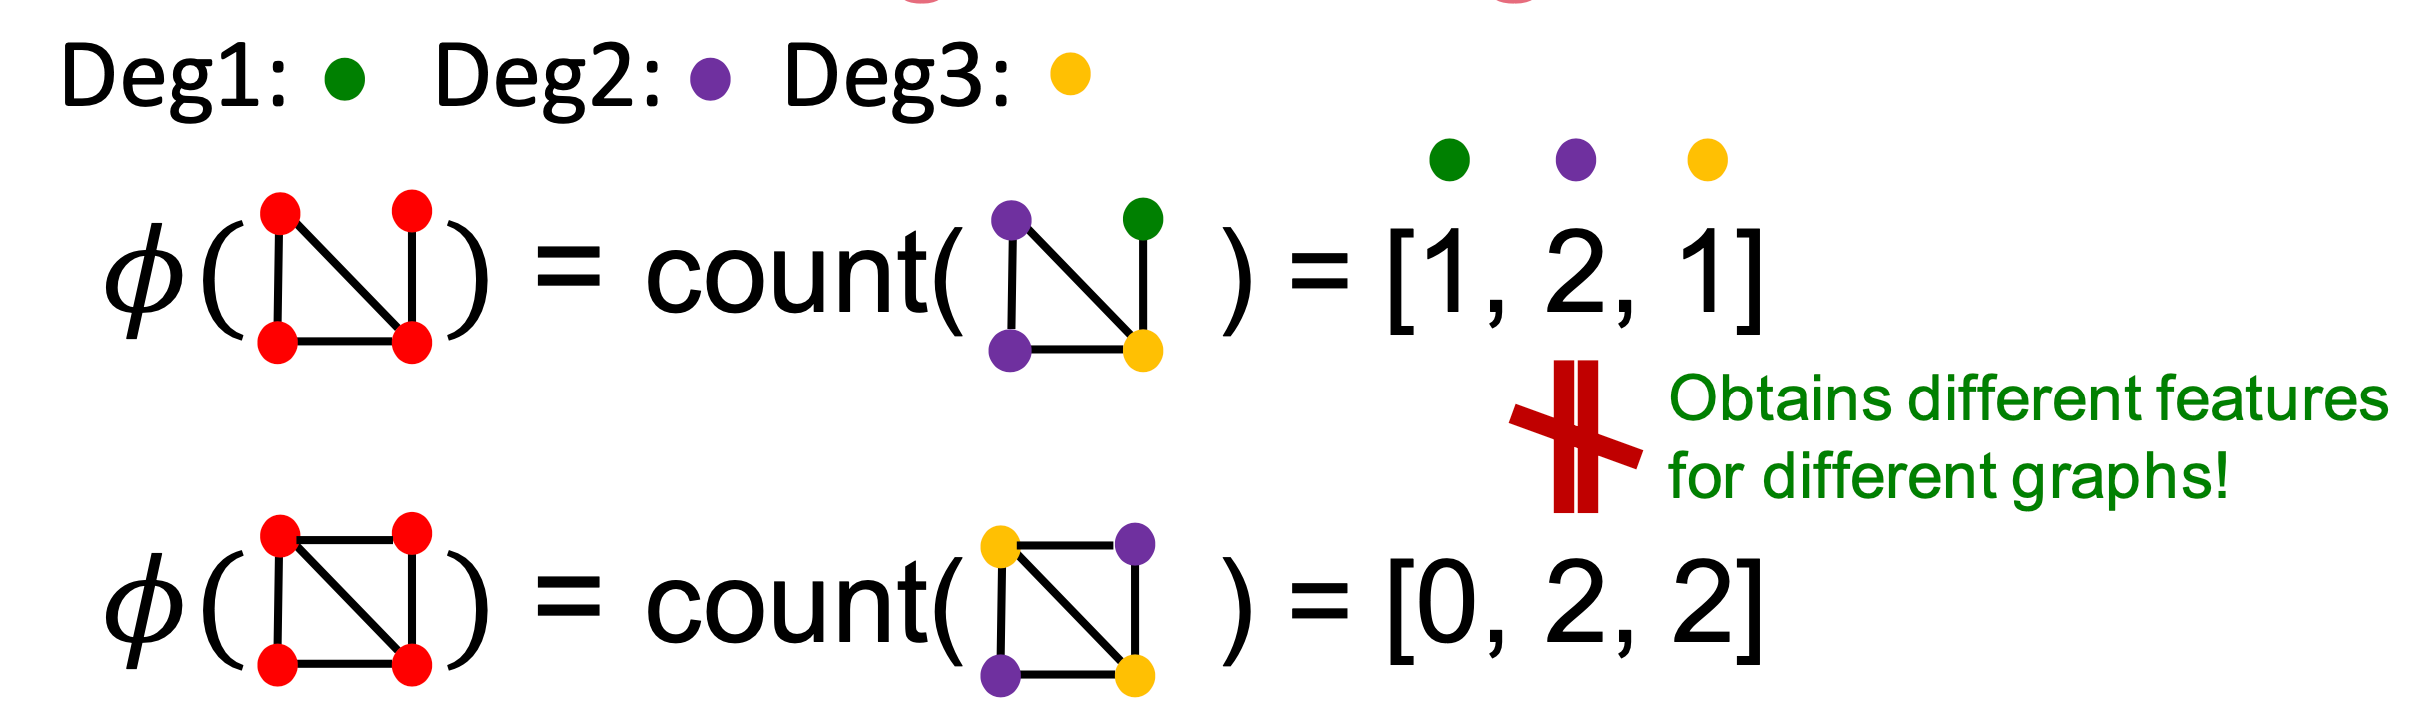 Deg1: Deg2: Deg3:
ϕ( ) = count( ) = [1, 2, 1]
Obtains different features
for different graphs!
ϕ( ) = count( ) = [0, 2, 2]